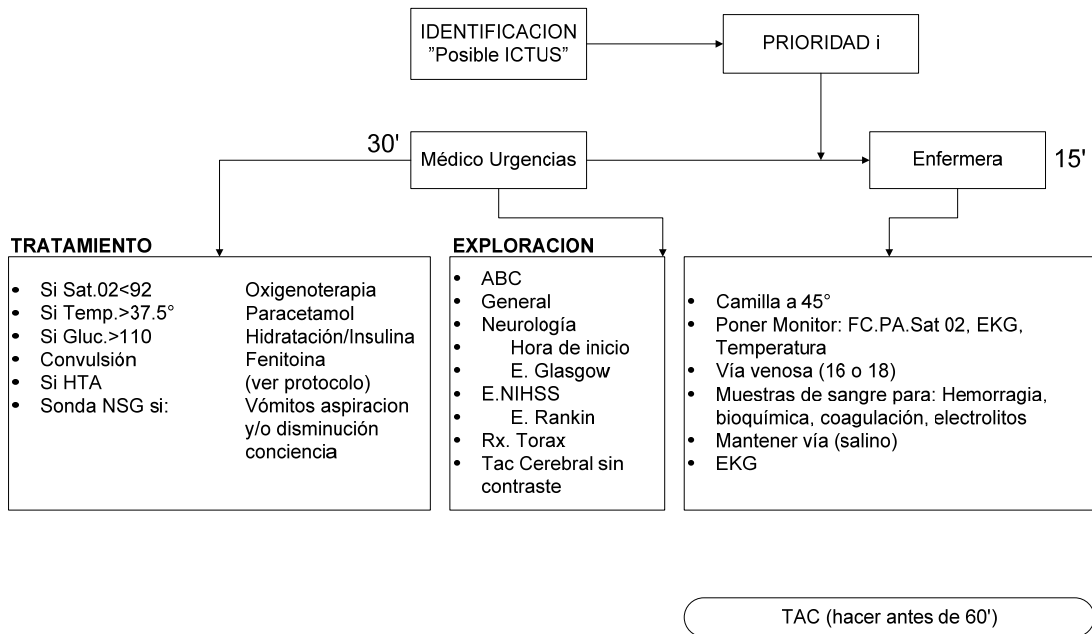 IDENTIFICACION
"Posible ICTUS"
PRIORIDAD i
30'
Médico Urgencias
Enfermera
15'
TRATAMIENTO
• Si Sat.02<92 Oxigenoterapia
• Si Temp.>37.5° Paracetamol
• Si Gluc.>110 Hidratación/Insulina
• Convulsión Fenitoina
• Si HTA (ver protocolo)
• Sonda NSG si: Vómitos aspiracion
y/o disminución
conciencia
EXPLORACION
• ABC
• General
• Neurología
• Hora de inicio
• E. Glasgow
• E.NIHSS
• E. Rankin
• Rx. Torax
• Tac Cerebral sin
contraste
• Camilla a 45°
• Poner Monitor: FC.PA.Sat 02, EKG,
Temperatura
• Vía venosa (16 o 18)
• Muestras de sangre para: Hemorragia,
bioquímica, coagulación, electrolitos
• Mantener vía (salino)
• EKG
TAC (hacer antes de 60')